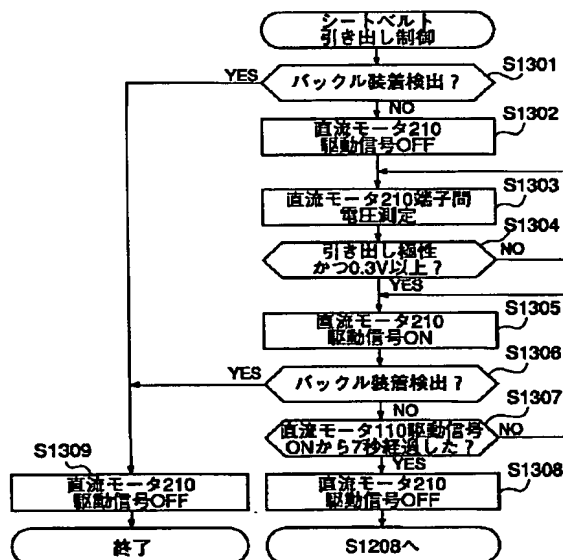 シートベルト
引き出し制御
S1301
YES
バックル装着検出？
NO
S1302
直流モータ210
駆動信号OFF
S1303
直流モータ210端子間
電圧測定
S1304
引き出し極性
かつ0.3V以上？
NO
YES
S1305
直流モータ210
駆動信号ON
S1306
YES
バックル装着検出？
NO
S1307
直流モータ110駆動信号
ONから7秒経過した？
NO
YES
S1309
直流モータ210
駆動信号OFF
S1308
直流モータ210
駆動信号OFF
終了
S1208へ